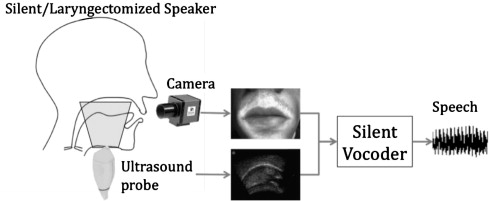 Silent/Laryngectomized Speaker
Camera
Speech
Silent
Vocoder
Ultrasound
probe